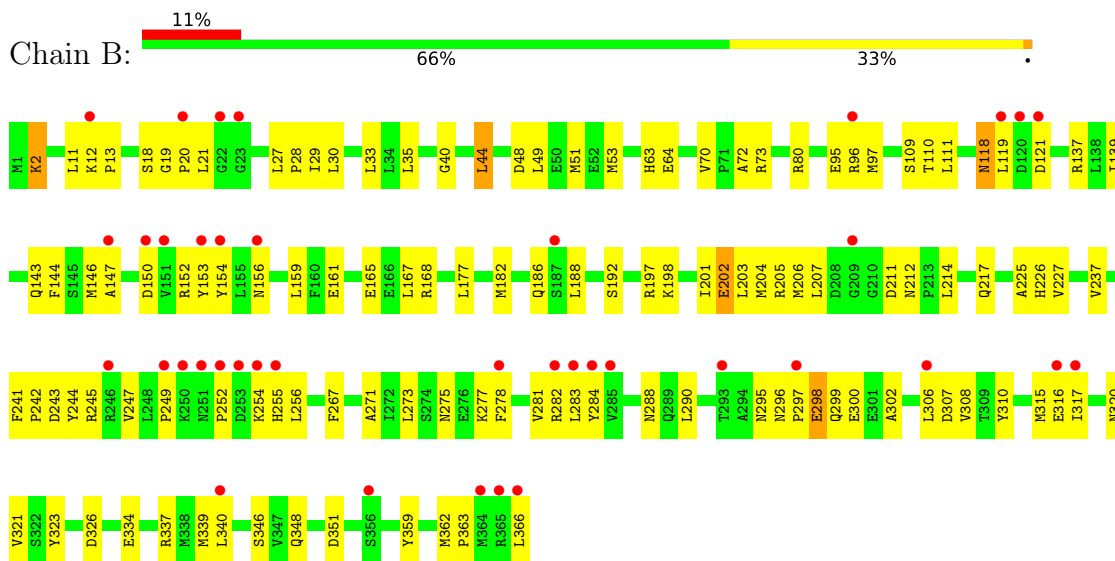 11%
Chain B:
66% 33% •
M1 K2 L11 K12 P13 S18 G19 P20 L21 G22 G23 L27 P28 I29 L30 L33 L34 L35 G40 L44 D48 L49 E50 M51 E52 M53 H63 E64 V70 P71 A72 R73 R80 E95 R96 M97 S109 T110 L111 N118 L119 D120 D121 R137 L138 I139
Q143 F144 S145 M146 A147 D150 V151 R152 Y153 Y154 L155 N156 L159 F160 E161 E165 E166 L167 R168 L177 M182 Q186 S187 L188 S192 R197 K198 I201 E202 L203 M204 R205 M206 L207 D208 G209 G210 D211 N212 P213 L214 Q217 A225 H226 V227 V237
F241 P242 D243 Y244 R245 R246 V247 L248 P249 K250 N251 P252 D253 K254 H255 L256 F267 A271 I272 L273 S274 N275 E276 K277 F278 V281 R282 L283 Y284 V285 N288 Q289 L290 T293 A294 N295 N296 P297 E298 Q299 E300 E301 A302 L306 D307 V308 T309 Y310 M315 E316 L317 N320
V321 S322 Y323 D326 E334 R337 M338 M339 L340 S346 V347 Q348 D351 S356 Y359 M362 P363 M364 R365 L366